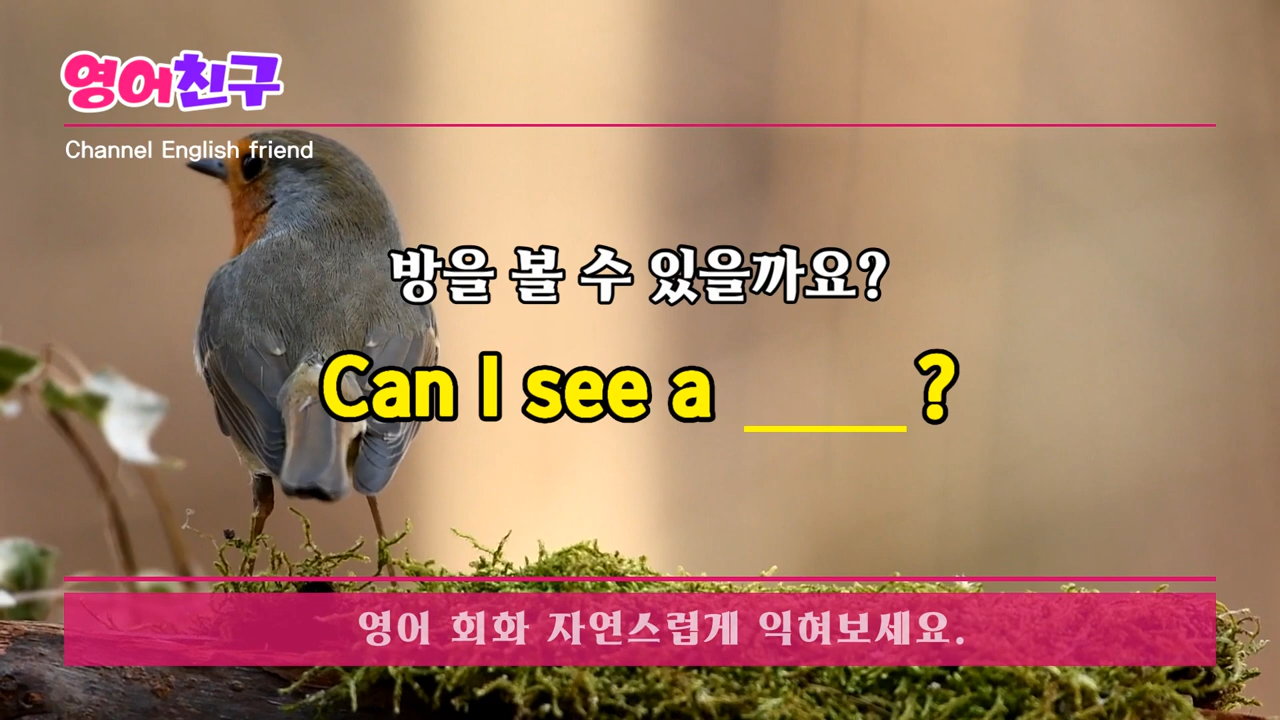 영어친구
Channel English friend
방을 볼 수 있을까요?
Can I see a ____ ?
영어 회화 자연스럽게 익혀보세요.